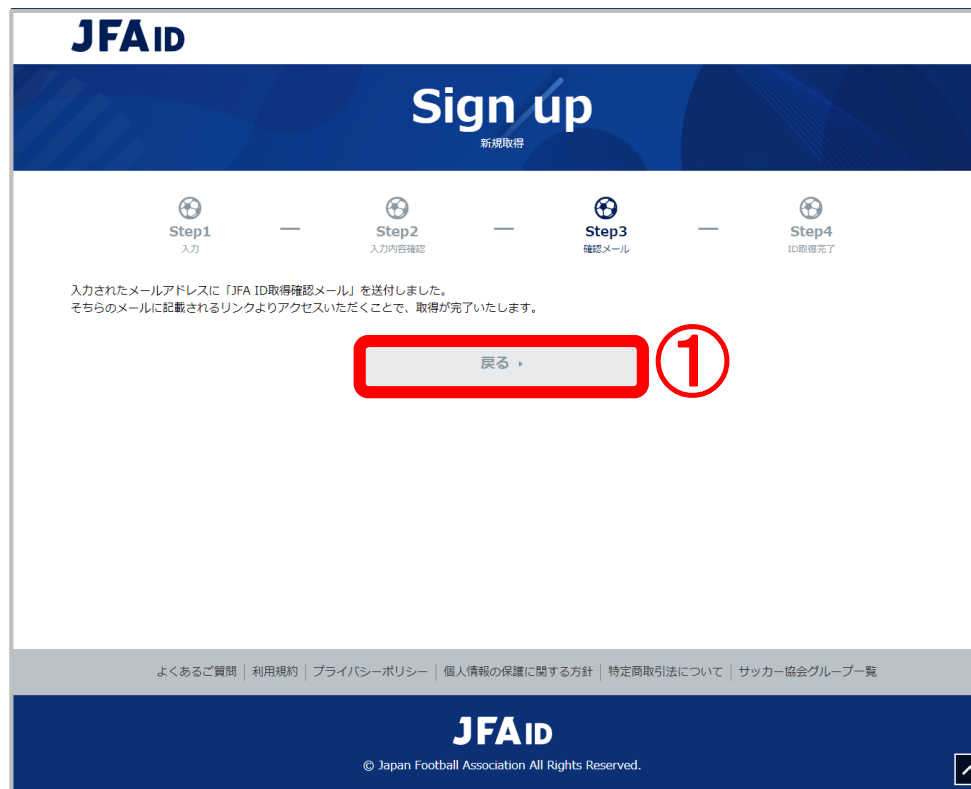 JFA ID
Sign up
新規取得
Step1 — Step2 — Step3 — Step4
入力 入力内容確認 確認メール ID取得完了
入力されたメールアドレスに「JFA ID取得確認メール」を送付しました。
そちらのメールに記載されるリンクよりアクセスいただくことで、取得が完了いたします。
戻る ①
よくあるご質問 | 利用規約 | プライバシーポリシー | 個人情報の保護に関する方針 | 特定商取引法について | サッカー協会グループ一覧
JFA ID
© Japan Football Association All Rights Reserved.